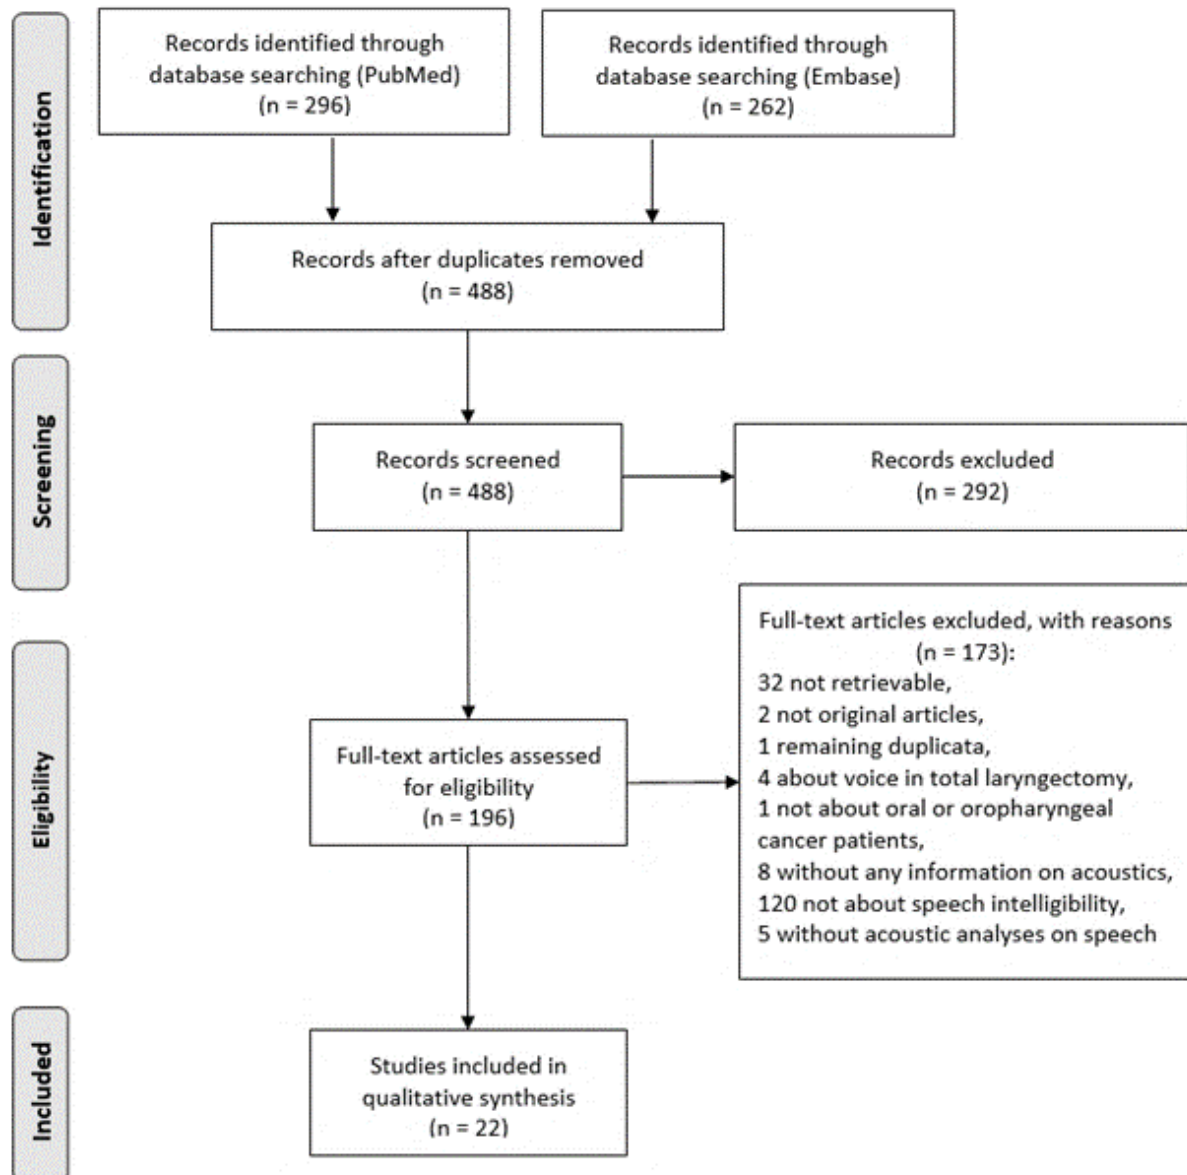 Identification
Records identified through
database searching (PubMed)
(n = 296)
Records identified through
database searching (Embase)
(n = 262)
Records after duplicates removed
(n = 488)
Screening
Records screened
(n = 488)
Records excluded
(n = 292)
Eligibility
Full-text articles assessed
for eligibility
(n = 196)
Full-text articles excluded, with reasons
(n = 173):
32 not retrievable,
2 not original articles,
1 remaining duplicata,
4 about voice in total laryngectomy,
1 not about oral or oropharyngeal
cancer patients,
8 without any information on acoustics,
120 not about speech intelligibility,
5 without acoustic analyses on speech
Included
Studies included in
qualitative synthesis
(n = 22)